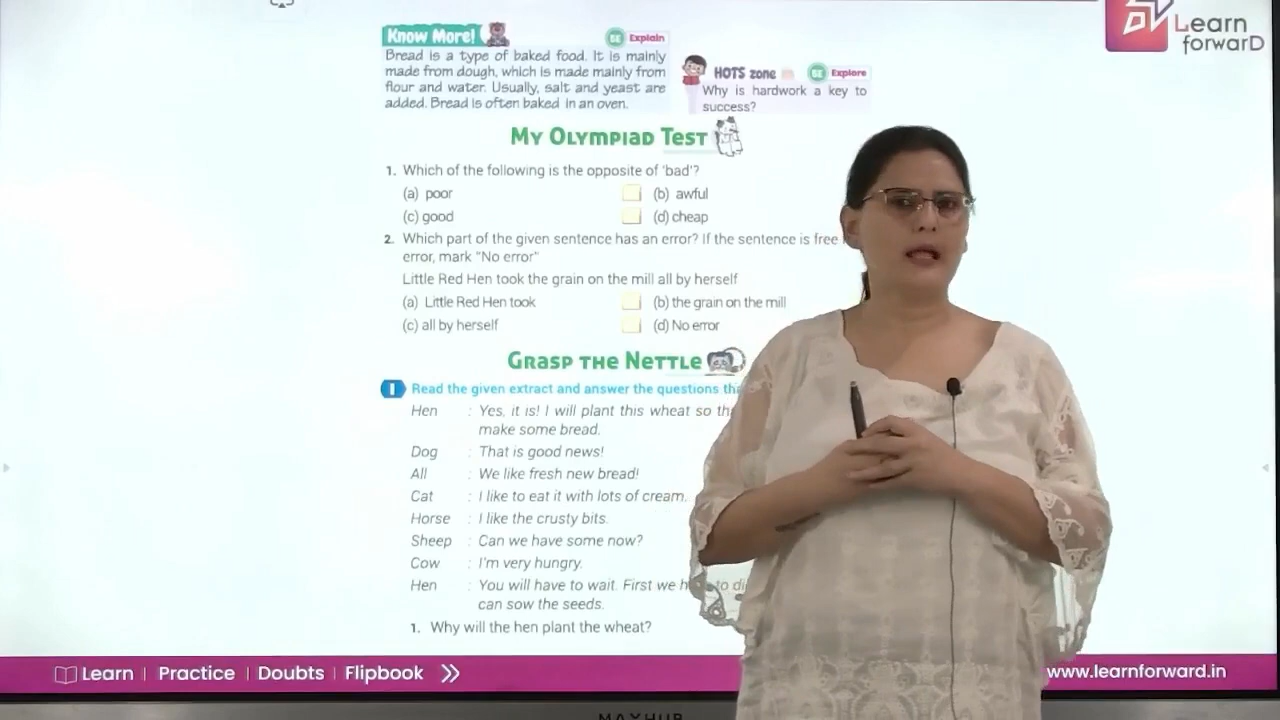 Know More!
BE Explain
Bread is a type of baked food. It is mainly
made from dough, which is made mainly from
flour and water. Usually, salt and yeast are
added. Bread is often baked in an oven.
HOTS zone
BE Explore
Why is hardwork a key to
success?
Learn
forwarD
My Olympiad Test
1. Which of the following is the opposite of 'bad'?
(a) poor
(b) awful
(c) good
(d) cheap
2. Which part of the given sentence has an error? If the sentence is free
error, mark "No error"
Little Red Hen took the grain on the mill all by herself
(a) Little Red Hen took
(b) the grain on the mill
(c) all by herself
(d) No error
Grasp the Nettle
I Read the given extract and answer the questions
Hen : Yes, it is! I will plant this wheat so
make some bread.
Dog : That is good news!
All : We like fresh new bread!
Cat : I like to eat it with lots of cream.
Horse : I like the crusty bits.
Sheep : Can we have some now?
Cow : I'm very hungry.
Hen : You will have to wait. First we to
can sow the seeds.
1. Why will the hen plant the wheat?
Learn | Practice | Doubts | Flipbook
www.learnforward.in
MAXHUB